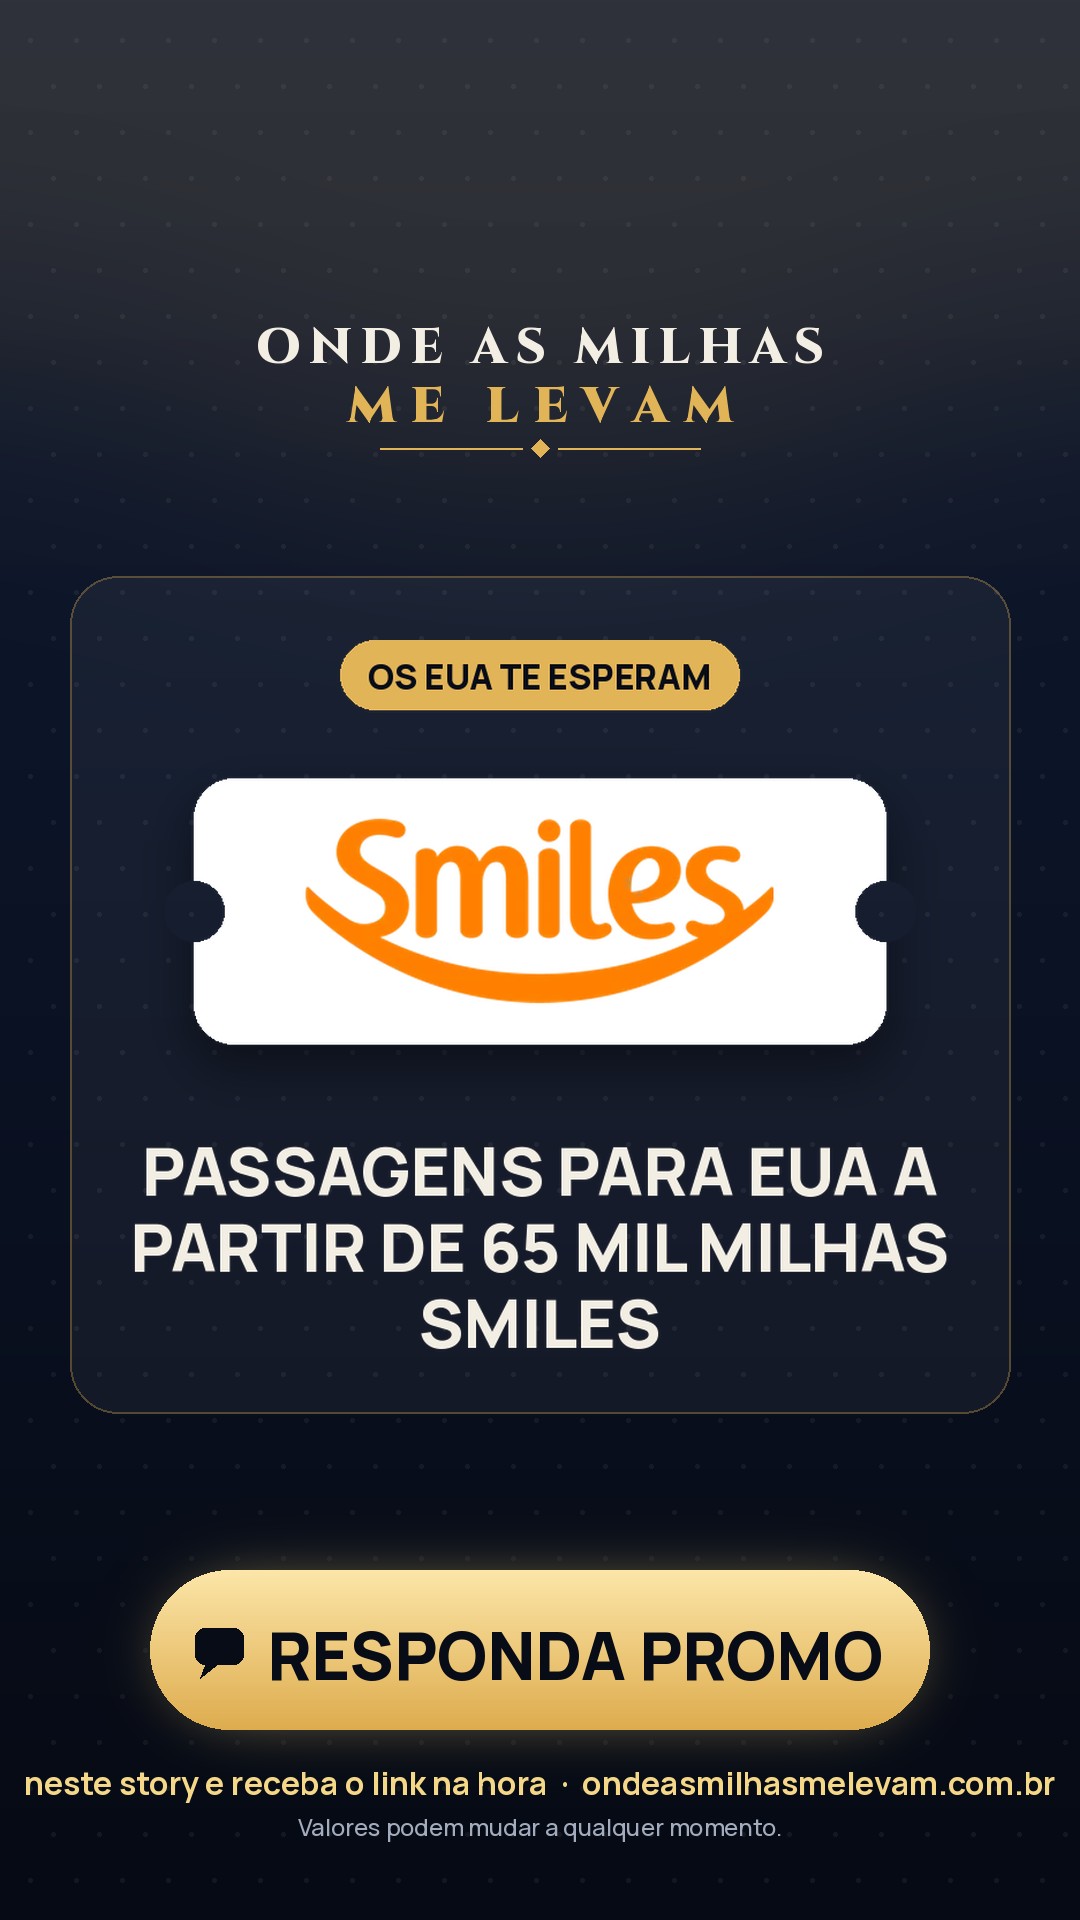 ONDE AS MILHAS
ME LEVAM
OS EUA TE ESPERAM
Smiles
PASSAGENS PARA EUA A
PARTIR DE 65 MIL MILHAS
SMILES
RESPONDA PROMO
neste story e receba o link na hora · ondeasmilhasmelevam.com.br
Valores podem mudar a qualquer momento.